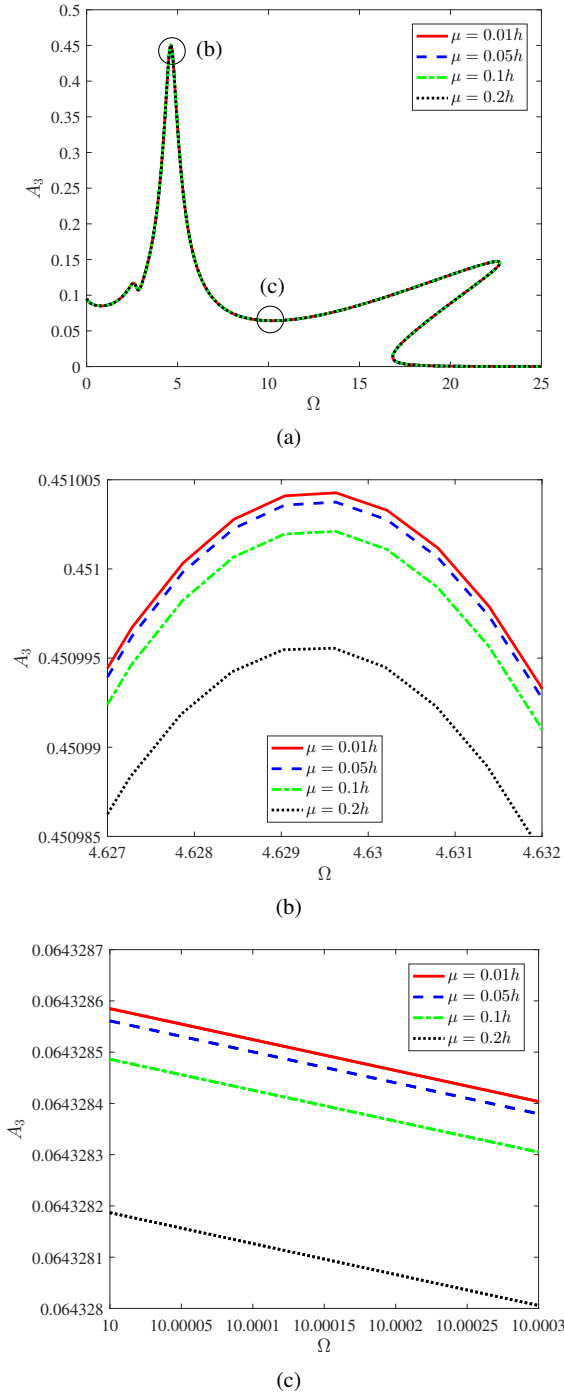 0.5
0.45
0.4
0.35
0.3
0.25
0.2
0.15
0.1
0.05
0
A₃
(b)
(c)
μ = 0.01h
μ = 0.05h
μ = 0.1h
μ = 0.2h
0 5 10 15 20 25
Ω
(a)
0.451005
0.451
0.450995
0.45099
0.450985
A₃
μ = 0.01h
μ = 0.05h
μ = 0.1h
μ = 0.2h
4.627 4.628 4.629 4.63 4.631 4.632
Ω
(b)
0.0643287
0.0643286
0.0643285
0.0643284
0.0643283
0.0643282
0.0643281
0.064328
A₃
μ = 0.01h
μ = 0.05h
μ = 0.1h
μ = 0.2h
10 10.00005 10.0001 10.00015 10.0002 10.00025 10.0003
Ω
(c)